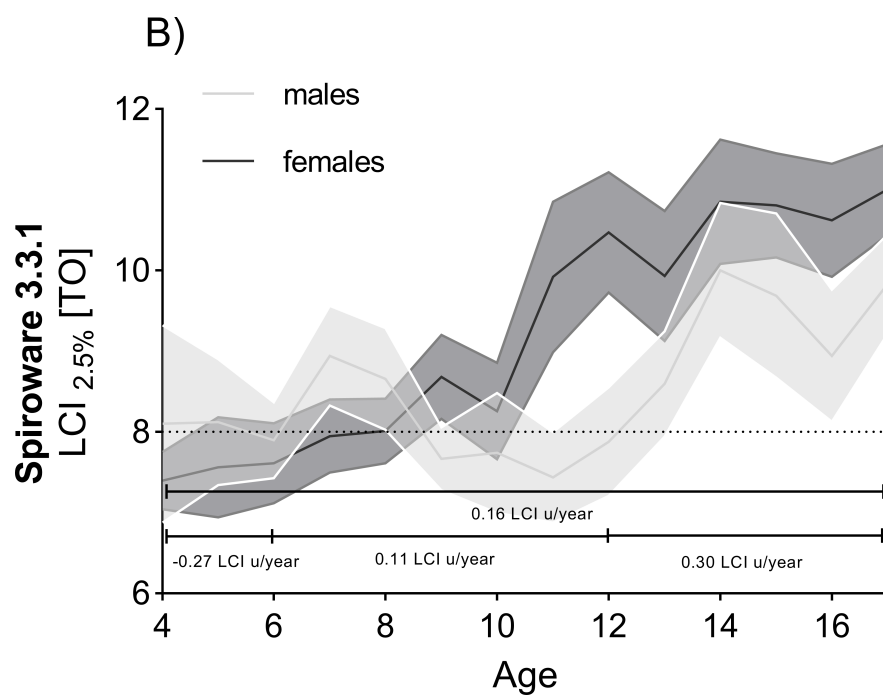 B)
males
females
Spiroware 3.3.1
LCI 2.5% [TO]
12
10
8
6
0.16 LCI u/year
-0.27 LCI u/year
0.11 LCI u/year
0.30 LCI u/year
4 6 8 10 12 14 16
Age